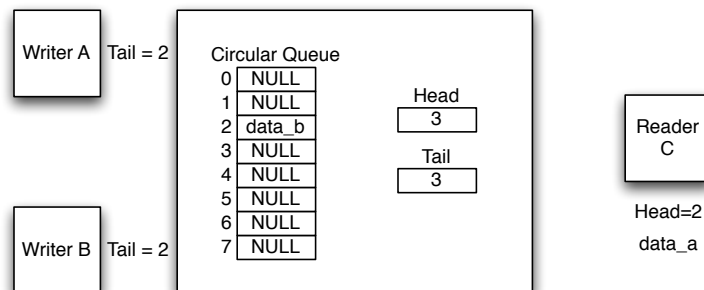 Writer A
Tail = 2
Circular Queue
0 NULL
1 NULL
2 data_b
3 NULL
4 NULL
5 NULL
6 NULL
7 NULL
Head
3
Tail
3
Reader
C
Head=2
data_a
Writer B
Tail = 2